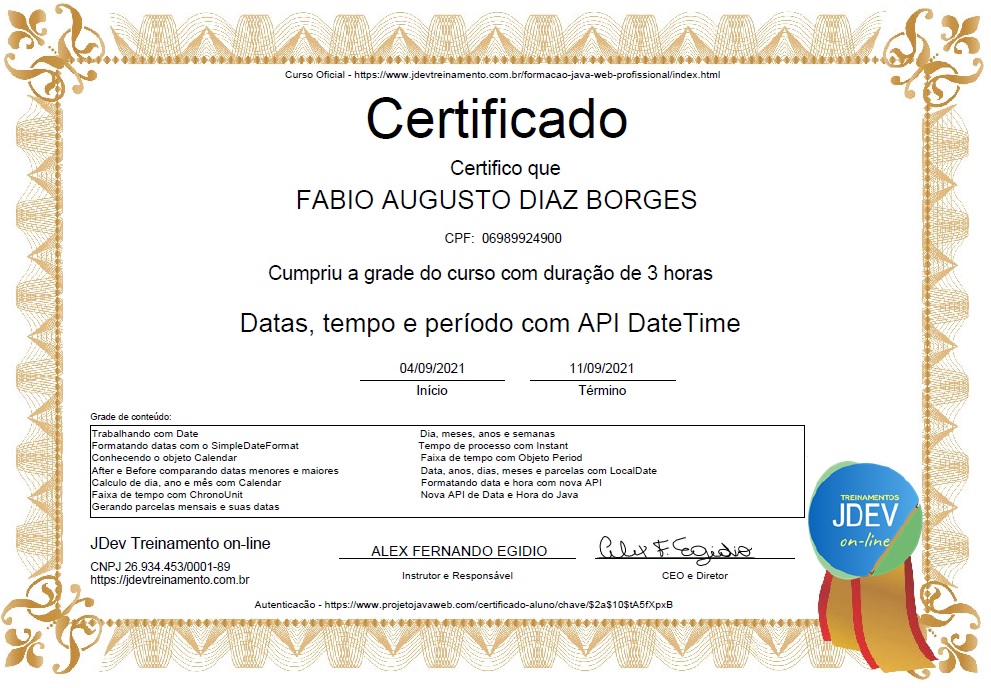 Curso Oficial - https://www.jdevtreinamento.com.br/formacao-java-web-profissional/index.html
Certificado
Certifico que
FABIO AUGUSTO DIAZ BORGES
CPF: 06989924900
Cumpriu a grade do curso com duração de 3 horas
Datas, tempo e período com API DateTime
04/09/2021 11/09/2021
Início Término
Grade de conteúdo:
Trabalhando com Date
Formatando datas com o SimpleDateFormat
Conhecendo o objeto Calendar
After e Before comparando datas menores e maiores
Calculo de dia, ano e mês com Calendar
Faixa de tempo com ChronoUnit
Gerando parcelas mensais e suas datas
Dia, meses, anos e semanas
Tempo de processo com Instant
Faixa de tempo com Objeto Period
Data, anos, dias, meses e parcelas com LocalDate
Formatando data e hora com nova API
Nova API de Data e Hora do Java
JDev Treinamento on-line
CNPJ 26.934.453/0001-89
https://jdevtreinamento.com.br
ALEX FERNANDO EGIDIO
Instrutor e Responsável
Alex F. Egidio
CEO e Diretor
TREINAMENTOS
JDEV
on-line
Autenticacão - https://www.projetojavaweb.com/certificado-aluno/chave/$2a$10$tA5fXpxB